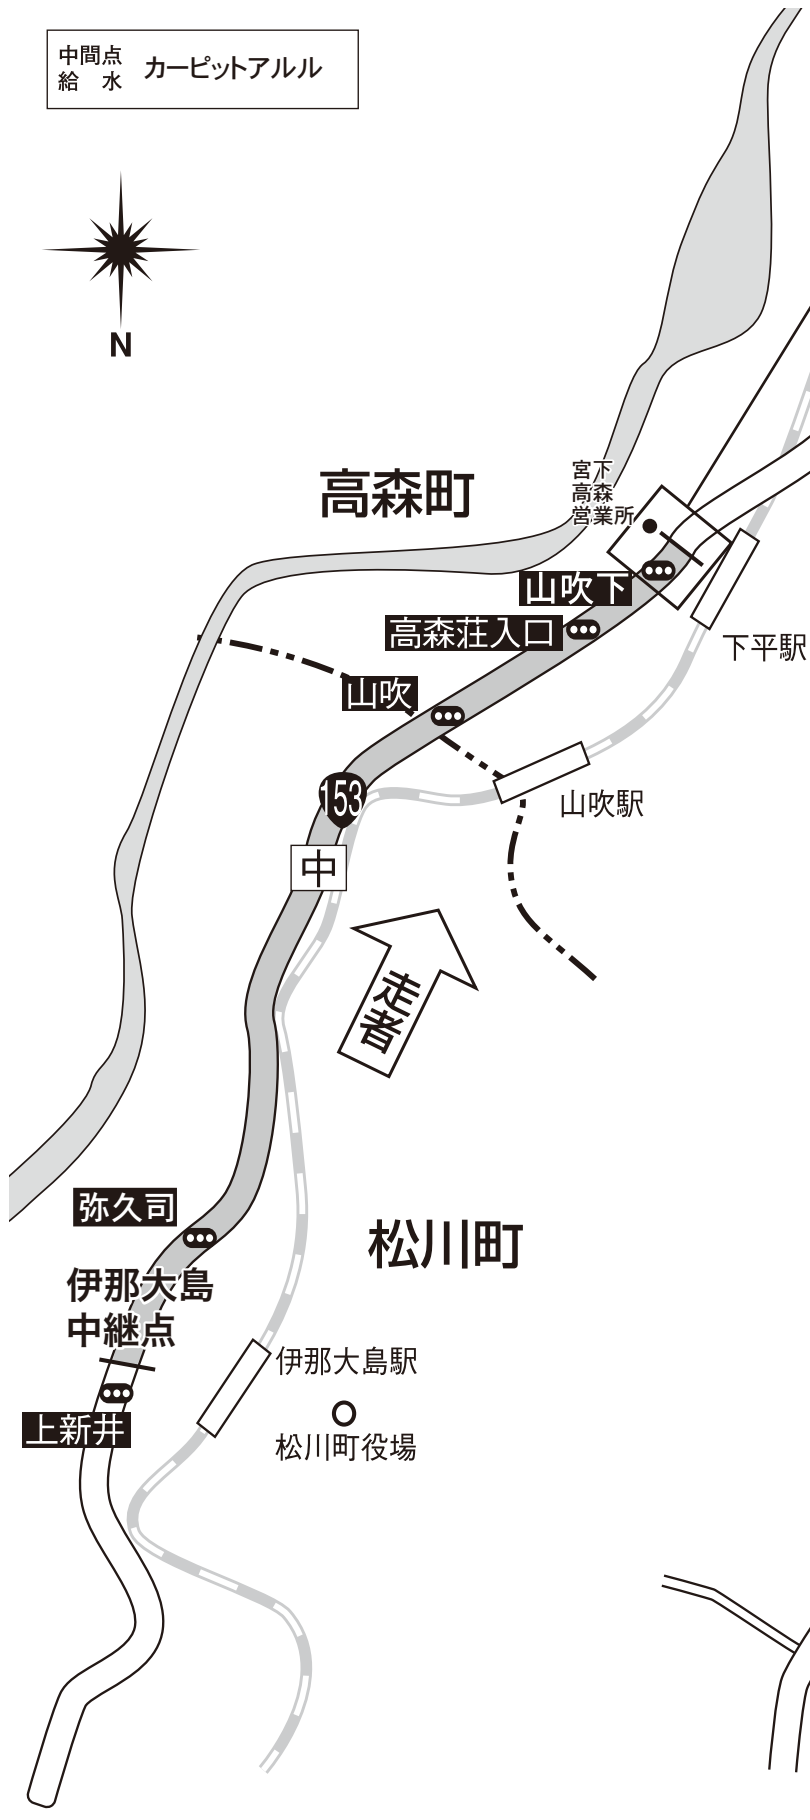 中間点
給　水
カーピットアルル
N
高森町
宮下
高森
営業所
山吹下
高森荘入口
下平駅
山吹
153
山吹駅
中
走者
弥久司
松川町
伊那大島
中継点
伊那大島駅
上新井
松川町役場